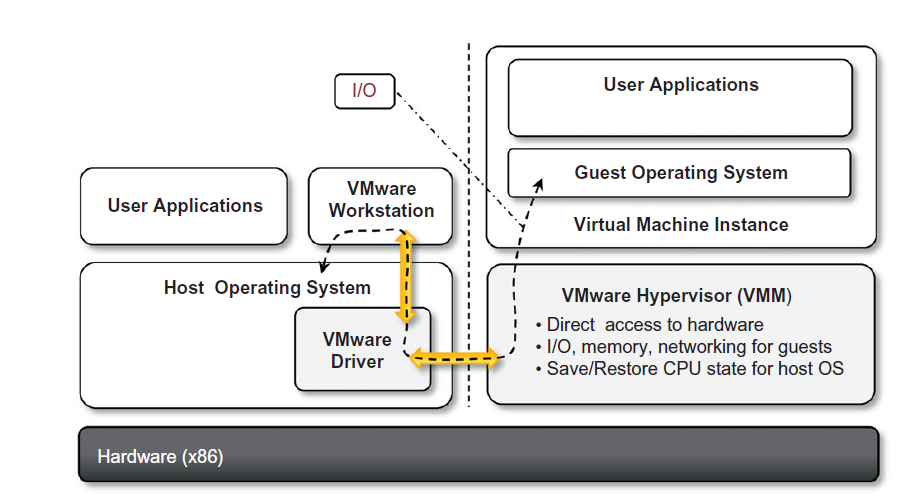 I/O
User Applications
Guest Operating System
Virtual Machine Instance
User Applications
VMware
Workstation
Host  Operating System
VMware
Driver
VMware Hypervisor (VMM)
• Direct  access to hardware
• I/O, memory, networking for guests
• Save/Restore CPU state for host OS
Hardware (x86)